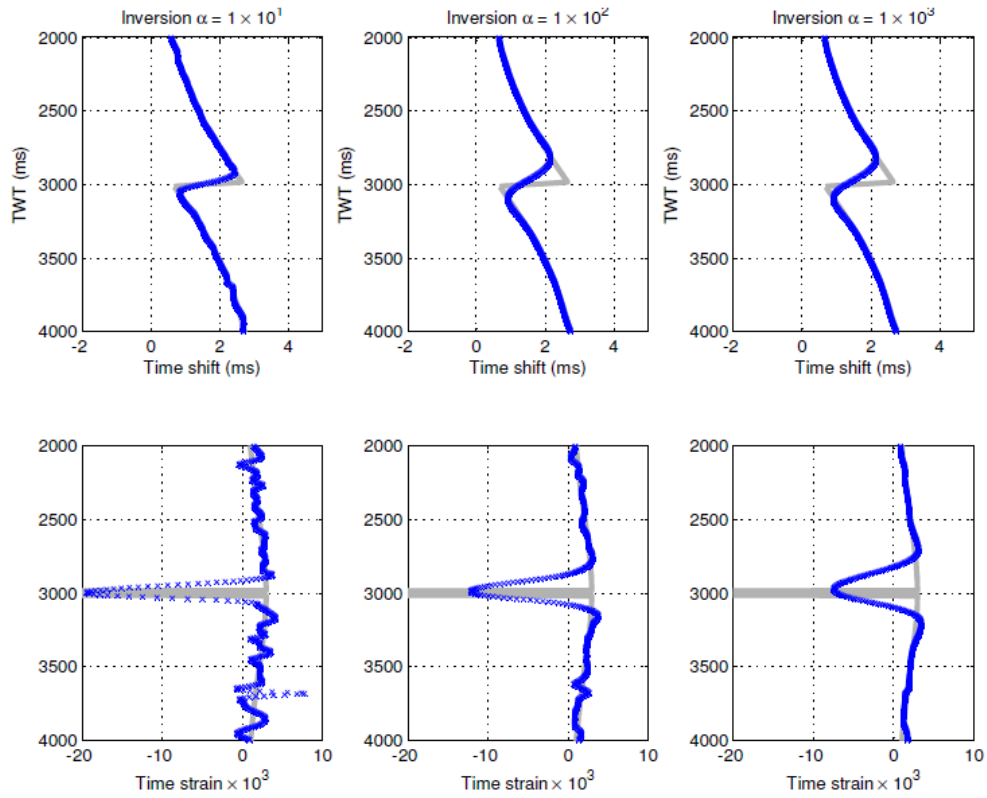 Inversion α = 1 × 10¹ Inversion α = 1 × 10² Inversion α = 1 × 10³
2000 2000 2000
2500 2500 2500
TWT (ms) TWT (ms) TWT (ms)
3000 3000 3000
3500 3500 3500
4000 4000 4000
-2 0 2 4 -2 0 2 4 -2 0 2 4
Time shift (ms) Time shift (ms) Time shift (ms)
2000 2000 2000
2500 2500 2500
3000 3000 3000
3500 3500 3500
4000 4000 4000
-20 -10 0 10 -20 -10 0 10 -20 -10 0 10
Time strain × 10³ Time strain × 10³ Time strain × 10³